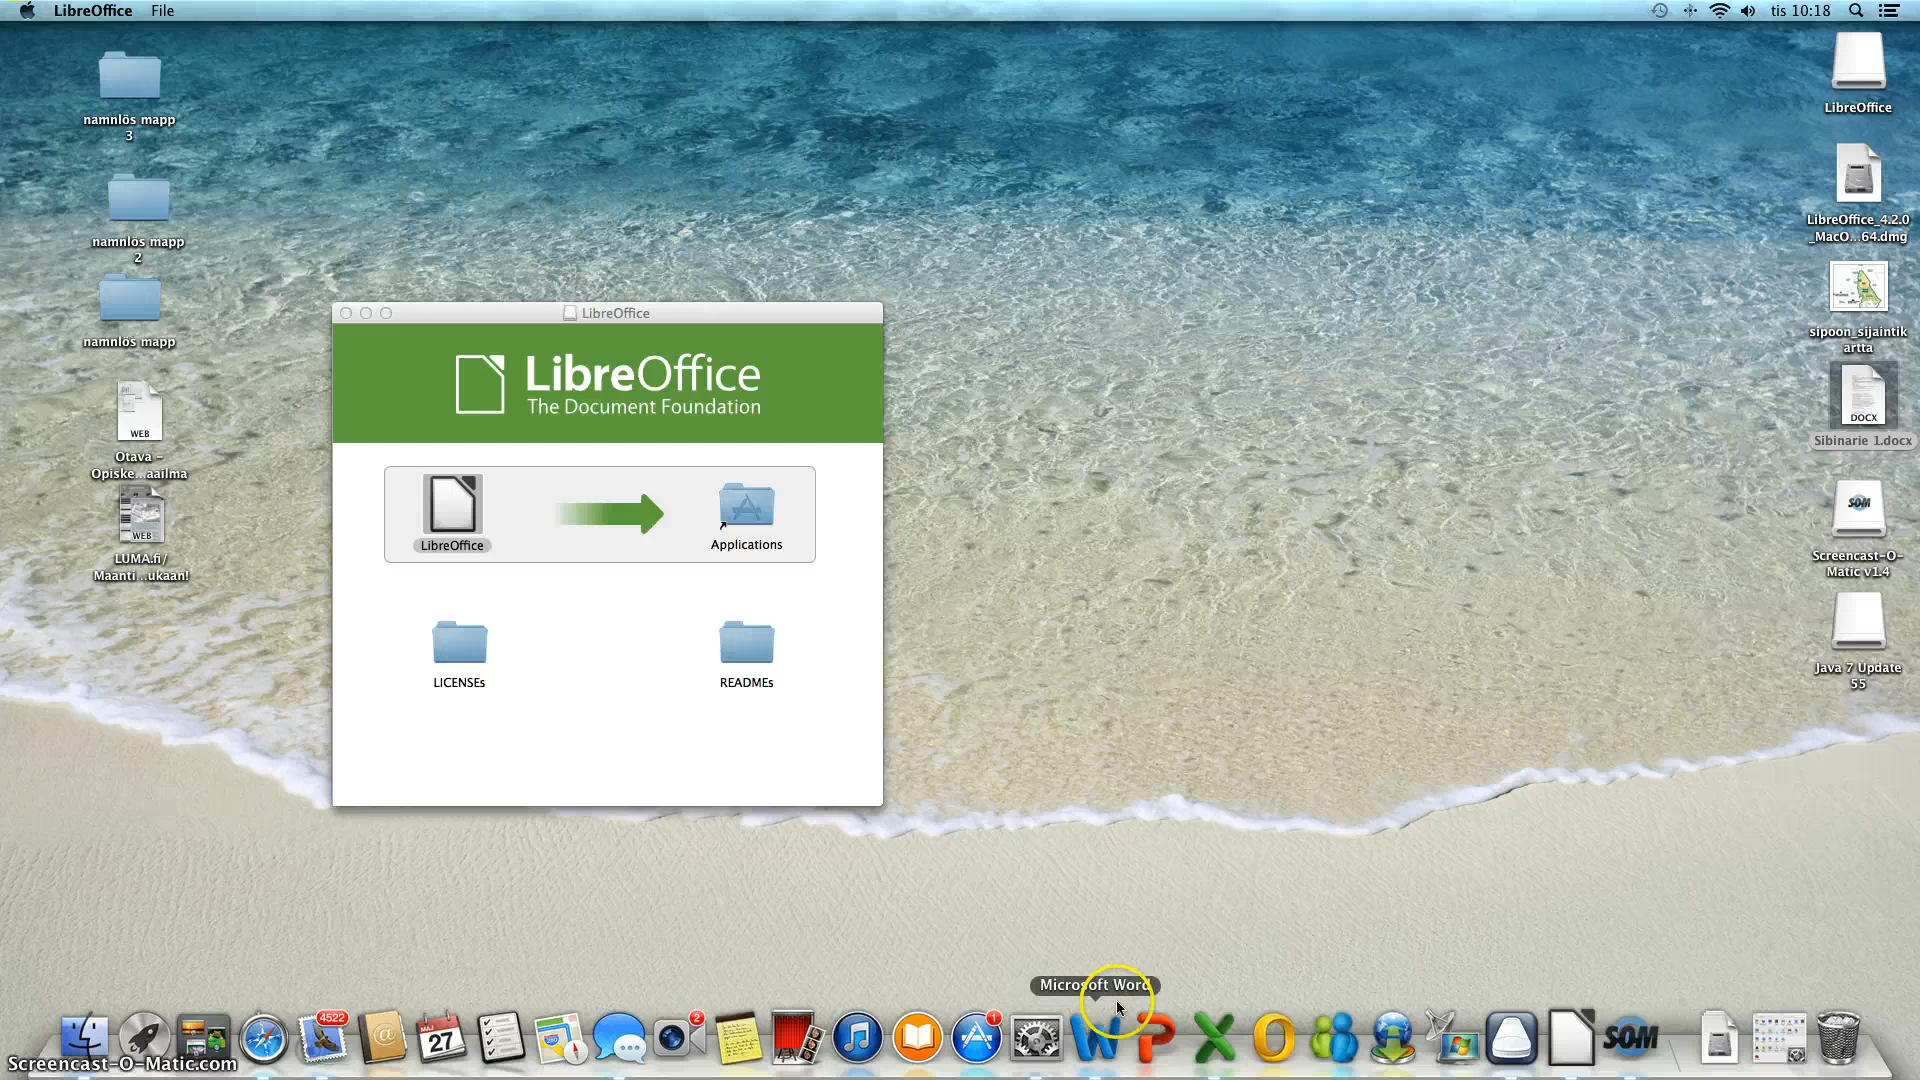 LibreOffice File
tis 10:18
namnlös mapp
3
namnlös mapp
2
namnlös mapp
WEB
Otava –
Opiske...aailma
WEB
LUMA.fi/
Maanti...ukaan!
LibreOffice
LibreOffice
The Document Foundation
LibreOffice
Applications
LICENSEs
READMEs
LibreOffice
LibreOffice_4.2.0
_MacO...64.dmg
sipoon_sijaintik
artta
DOCX
Sibinarie 1.docx
SOM
Screencast-O-
Matic v1.4
Java 7 Update
55
Microsoft Word
4522
MAJ
27
2
1
SOM
Screencast-O-Matic.com